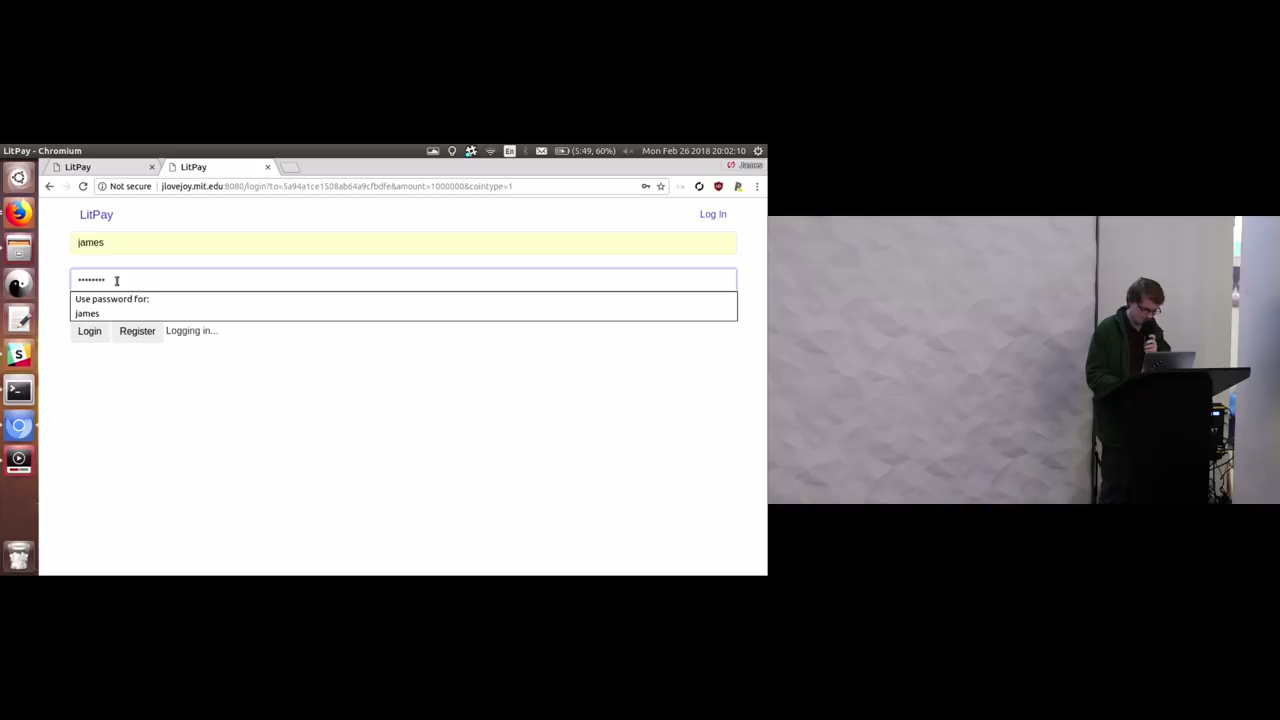 LitPay - Chromium
En
(5:49, 60%)
Mon Feb 26 2018 20:02:10
LitPay
LitPay
James
Not secure
jlovejoy.mit.edu:8080/login?to=5a94a1ce1508ab64a9cfbdfe&amount=1000000&cointype=1
LitPay
Log In
james
••••••••
Use password for:
james
Login
Register
Logging in...